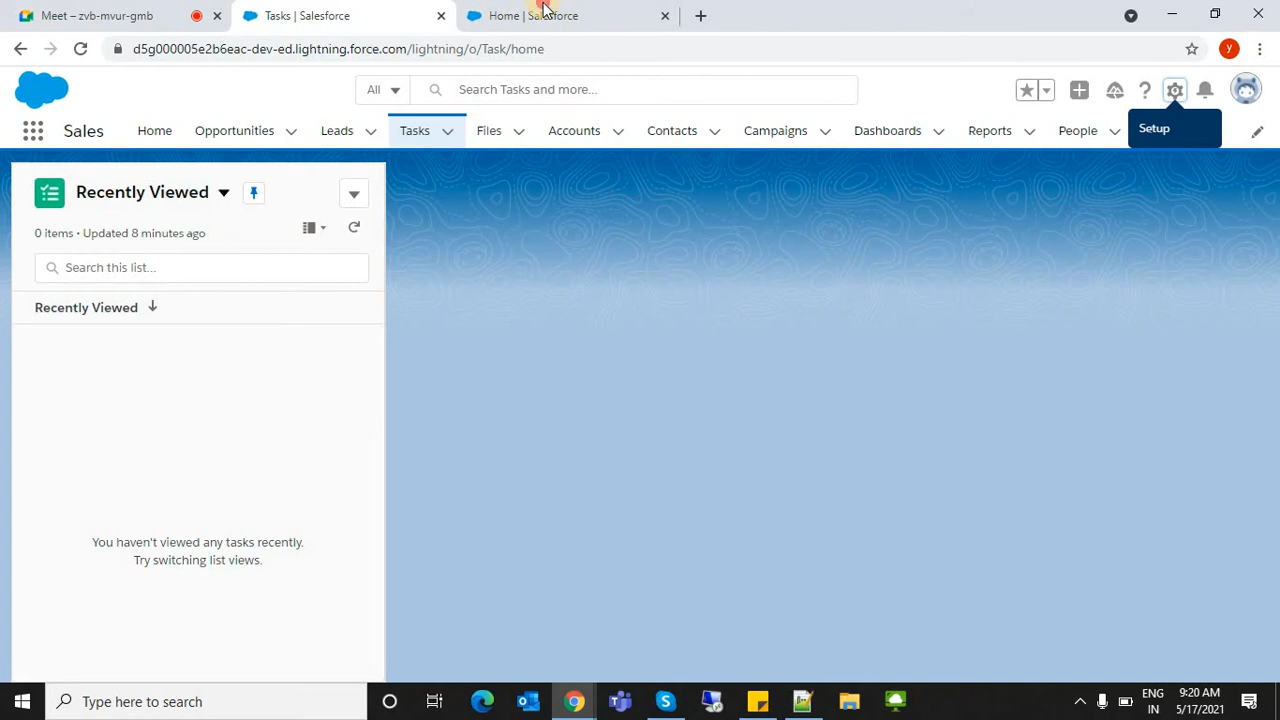 Meet – zvb-mvur-gmb
Tasks | Salesforce
Home | Salesforce
d5g000005e2b6eac-dev-ed.lightning.force.com/lightning/o/Task/home
y
All
Search Tasks and more...
Sales
Home
Opportunities
Leads
Tasks
Files
Accounts
Contacts
Campaigns
Dashboards
Reports
People
Setup
Recently Viewed
0 items • Updated 8 minutes ago
Search this list...
Recently Viewed
You haven't viewed any tasks recently.
Try switching list views.
Type here to search
ENG
IN
9:20 AM
5/17/2021